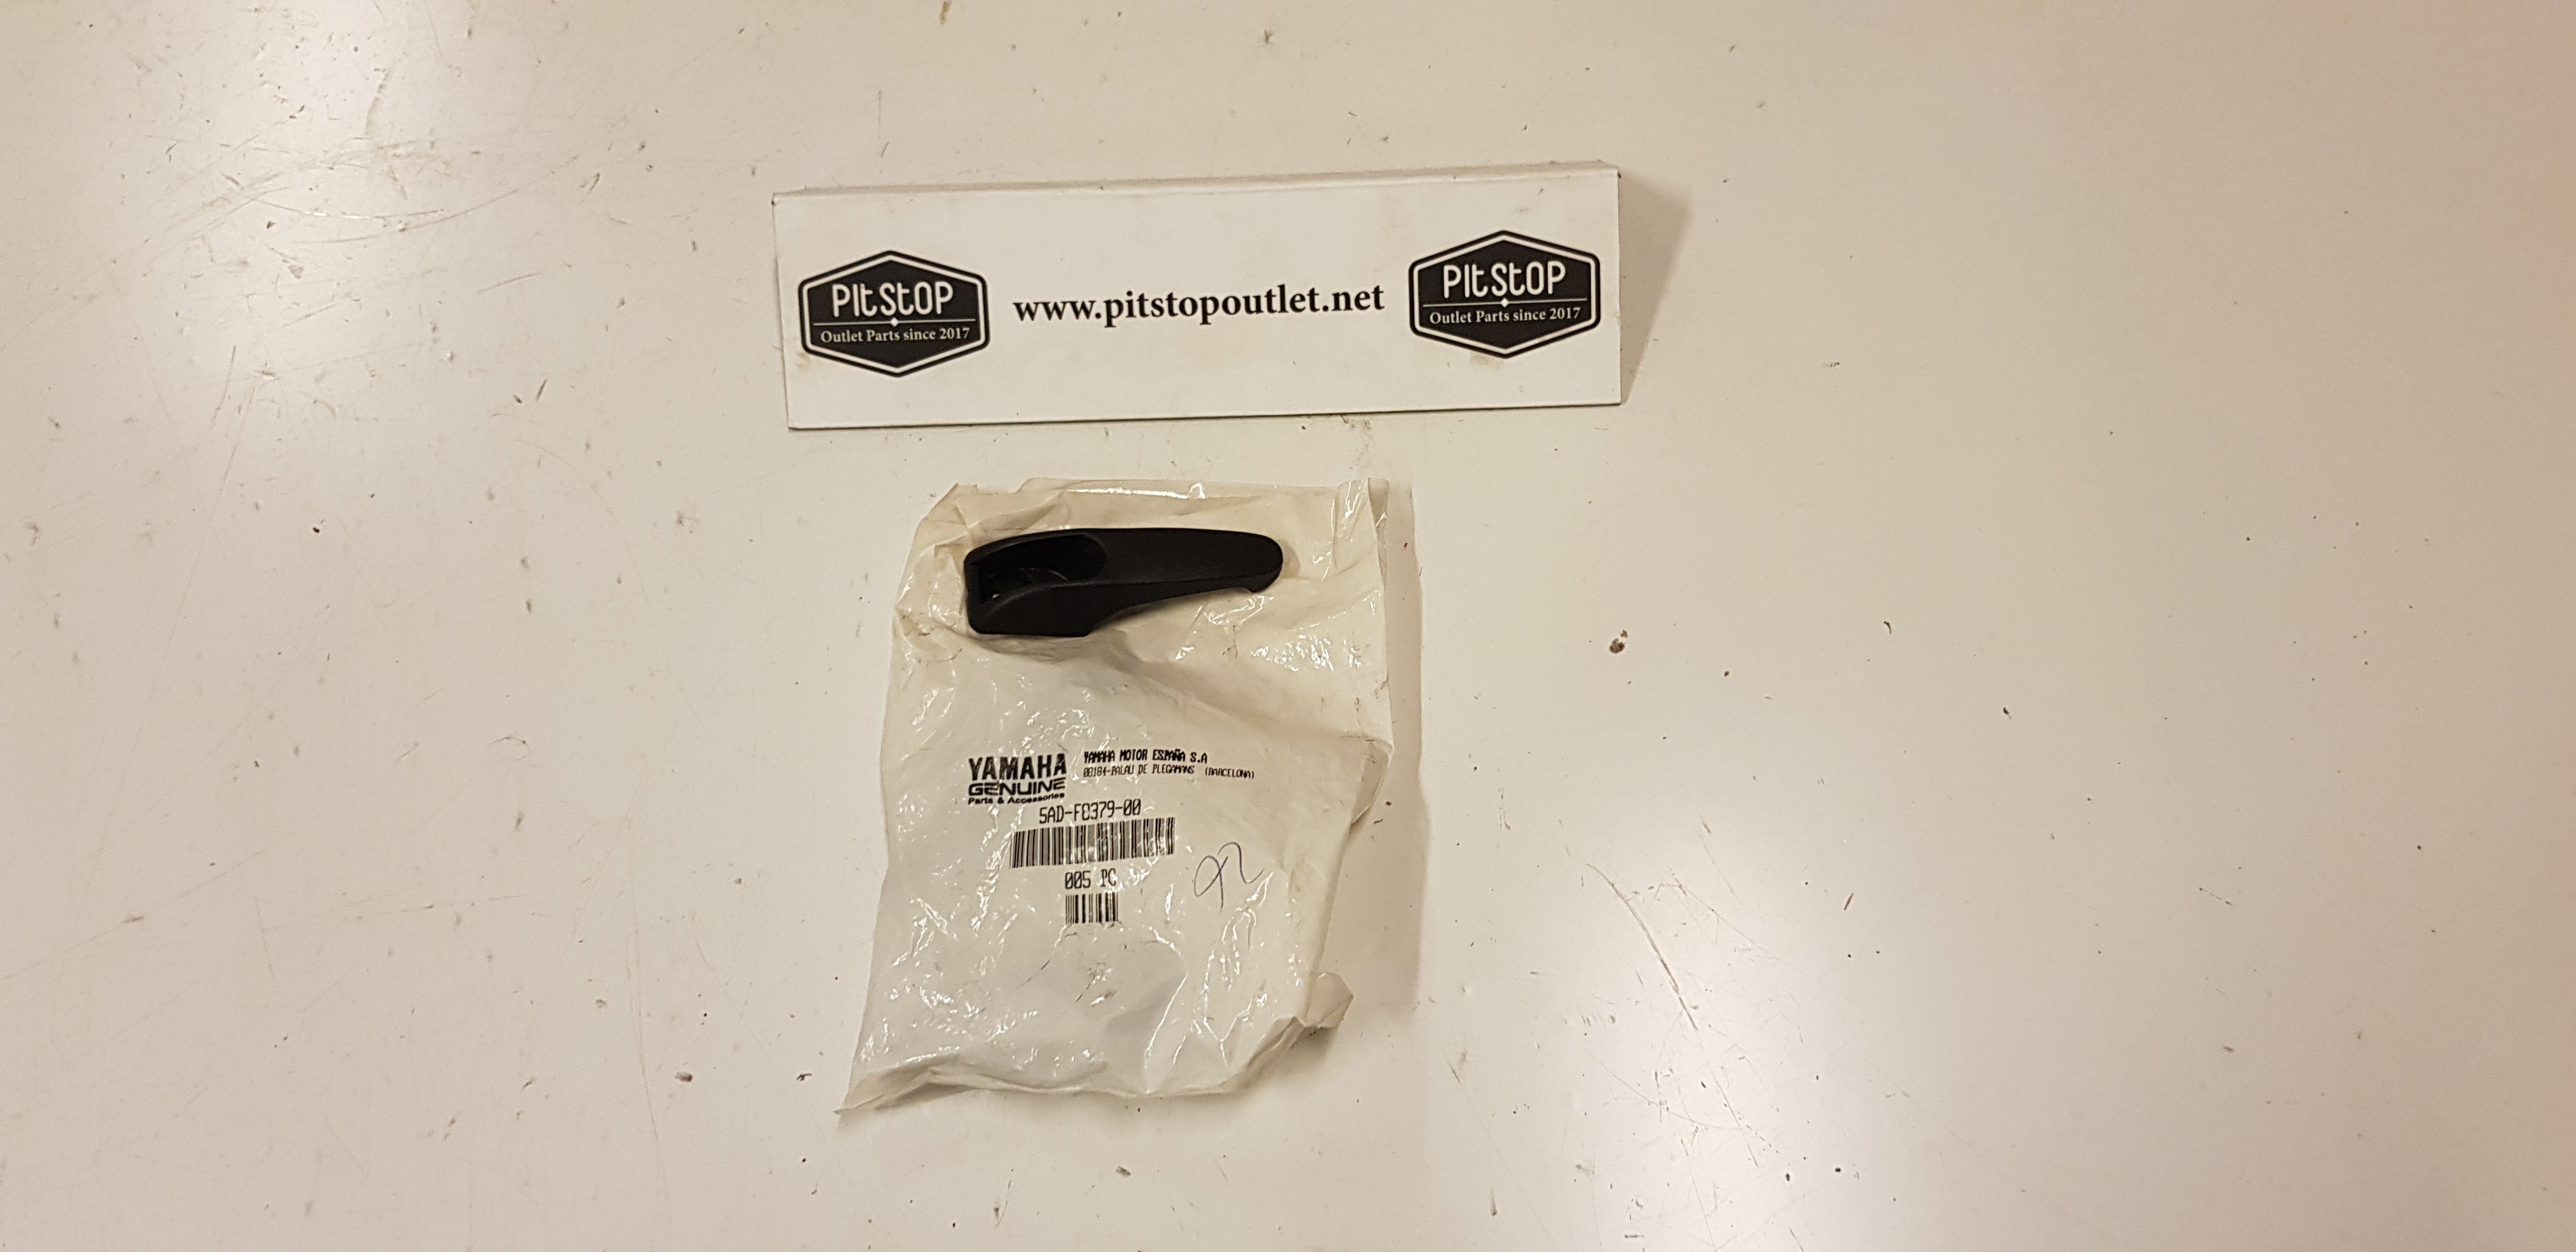 PitStOP
Outlet Parts since 2017
www.pitstopoutlet.net
PitStOP
Outlet Parts since 2017
YAMAHA
GENUINE
Parts & Accessories
YAMAHA MOTOR ESPAÑA S.A
08184-PALAU DE PLEGAMANS (BARCELONA)
5AD-F8379-00
005 PC
92